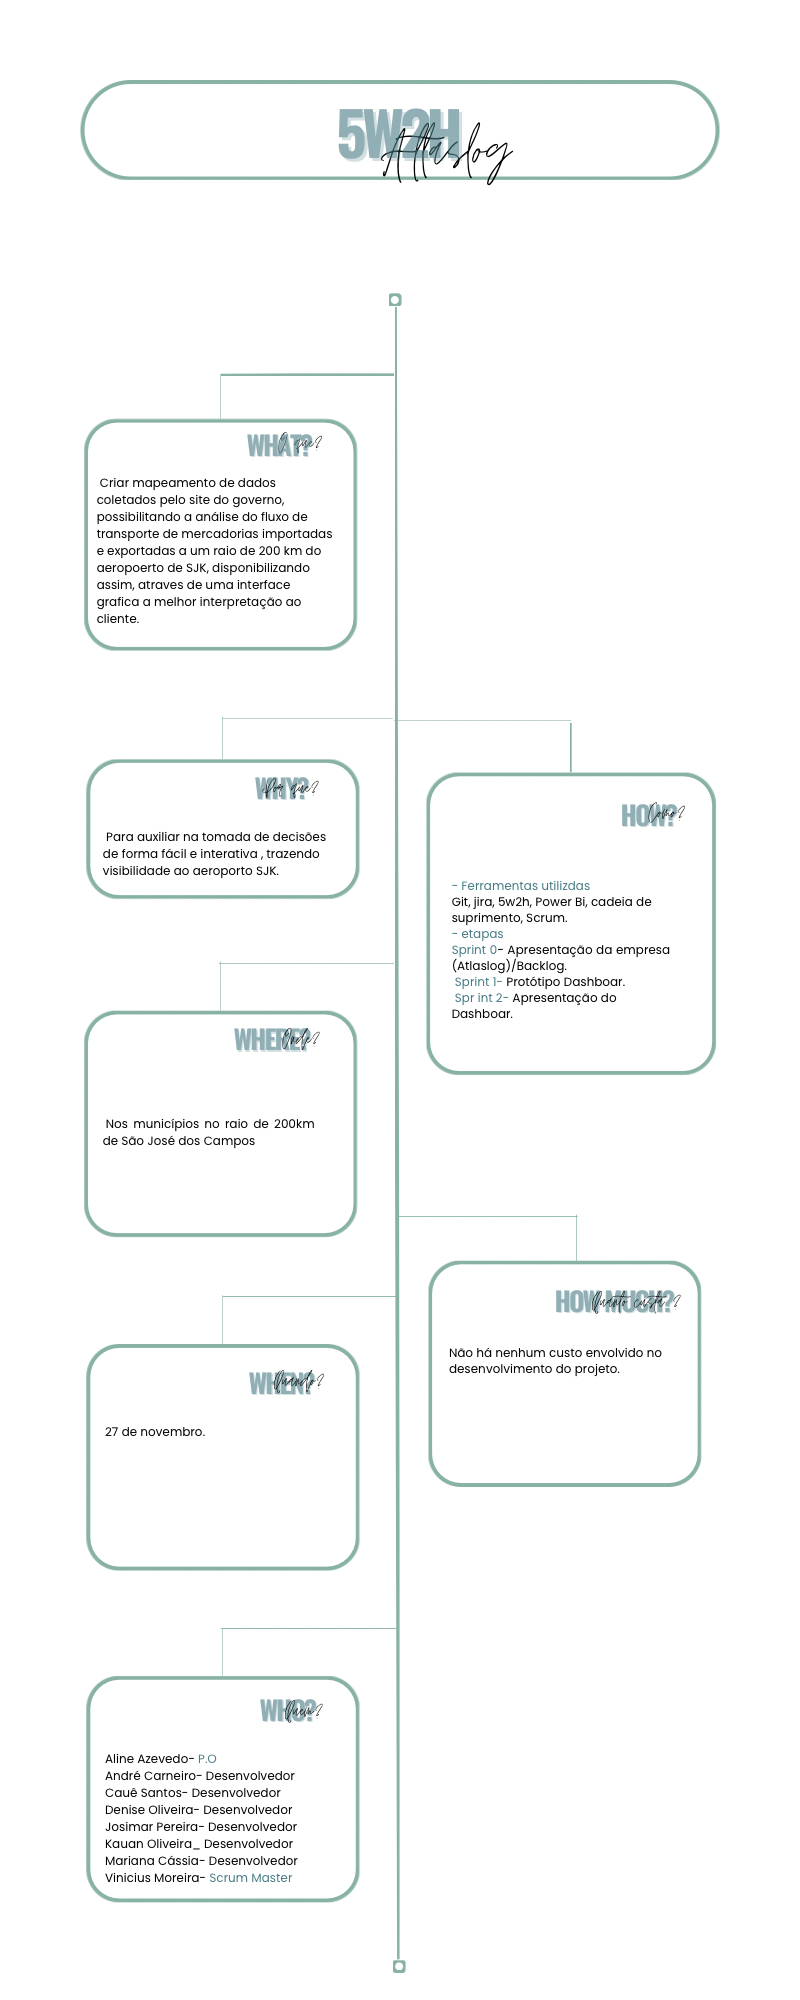 5W2H
Atlaslog
WHAT?
O que?
Criar mapeamento de dados
coletados pelo site do governo,
possibilitando a análise do fluxo de
transporte de mercadorias importadas
e exportadas a um raio de 200 km do
aeropoerto de SJK, disponibilizando
assim, atraves de uma interface
grafica a melhor interpretação ao
cliente.
WHY?
Por que?
Para auxiliar na tomada de decisões
de forma fácil e interativa , trazendo
visibilidade ao aeroporto SJK.
HOW?
Como?
- Ferramentas utilizdas
Git, jira, 5w2h, Power Bi, cadeia de
suprimento, Scrum.
- etapas
Sprint 0- Apresentação da empresa
(Atlaslog)/Backlog.
Sprint 1- Protótipo Dashboar.
Spr int 2- Apresentação do
Dashboar.
WHERE?
Onde?
Nos municípios no raio de 200km
de São José dos Campos
HOW MUCH?
Quanto custa?
Não há nenhum custo envolvido no
desenvolvimento do projeto.
WHEN?
Quando?
27 de novembro.
WHO?
Quem?
Aline Azevedo- P.O
André Carneiro- Desenvolvedor
Cauê Santos- Desenvolvedor
Denise Oliveira- Desenvolvedor
Josimar Pereira- Desenvolvedor
Kauan Oliveira_ Desenvolvedor
Mariana Cássia- Desenvolvedor
Vinicius Moreira- Scrum Master